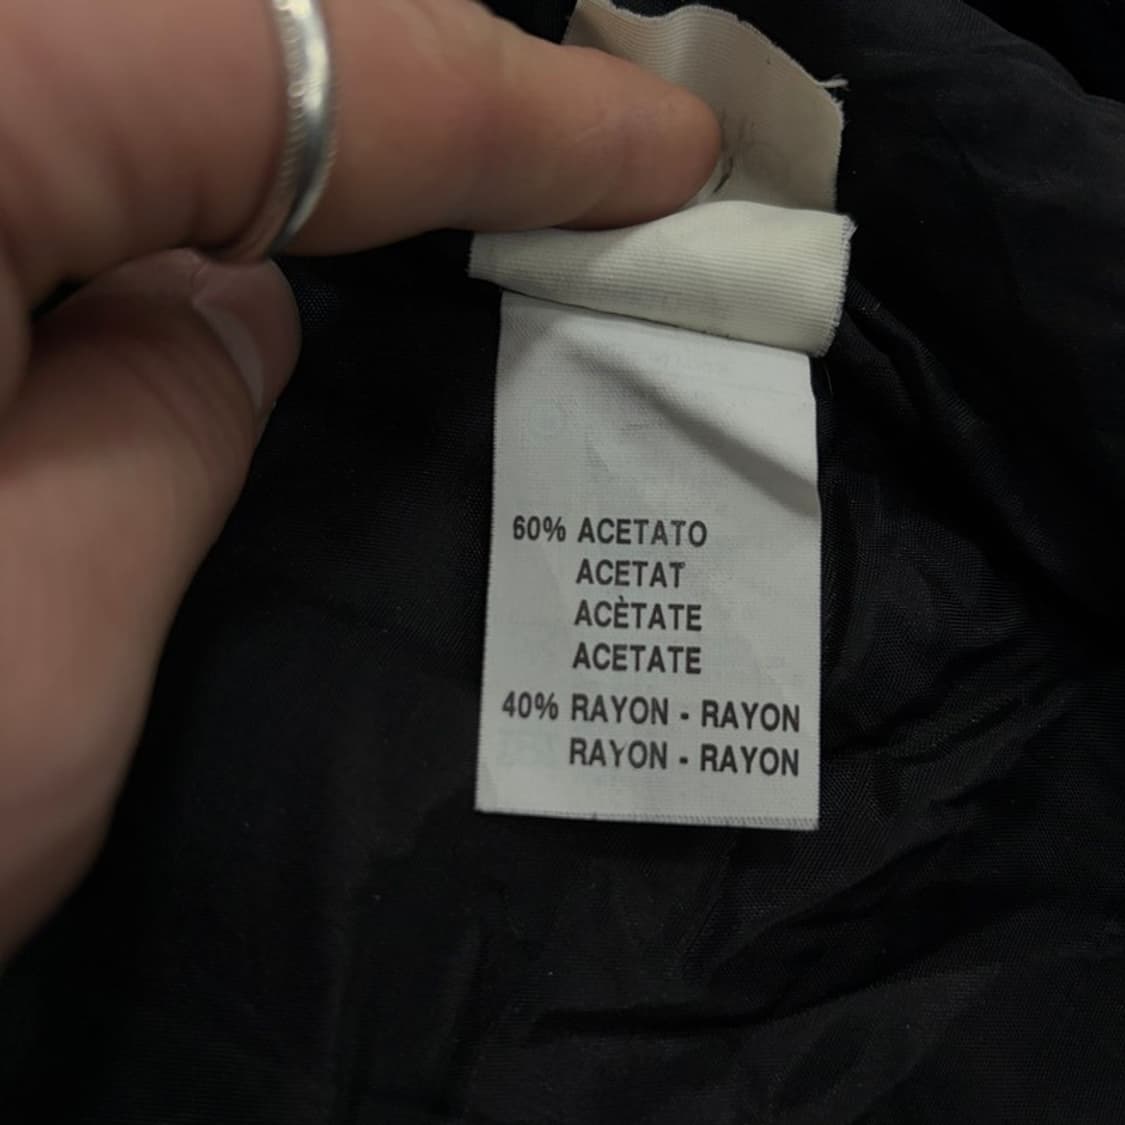 60% ACETATO
ACETAT
ACÈTATE
ACETATE
40% RAYON - RAYON
RAYON - RAYON